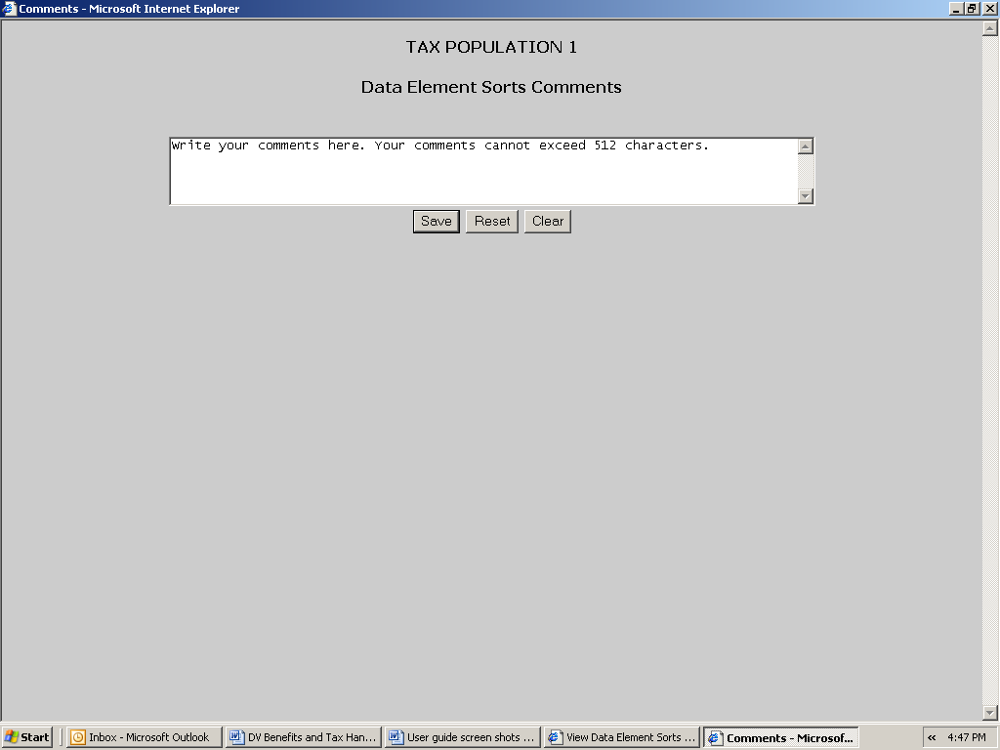 Comments - Microsoft Internet Explorer
TAX POPULATION 1
Data Element Sorts Comments
Write your comments here. Your comments cannot exceed 512 characters.
Save Reset Clear
Start Inbox - Microsoft Outlook DV Benefits and Tax Han... User guide screen shots ... View Data Element Sorts ... Comments - Microsof... « 4:47 PM